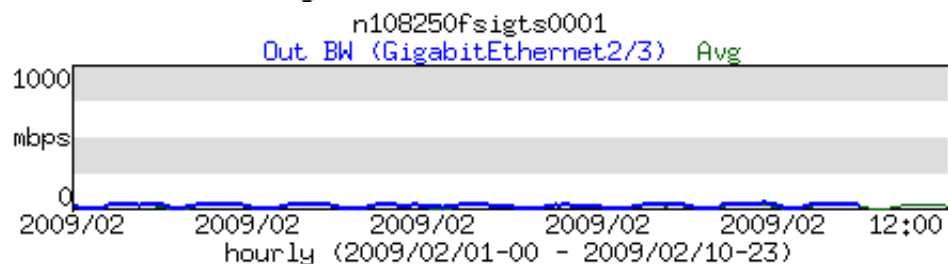 n108250fsigts0001
Out BW (GigabitEthernet2/3) Avg
1000
mbps
0
2009/02 2009/02 2009/02 2009/02 2009/02 12:00
hourly (2009/02/01-00 - 2009/02/10-23)